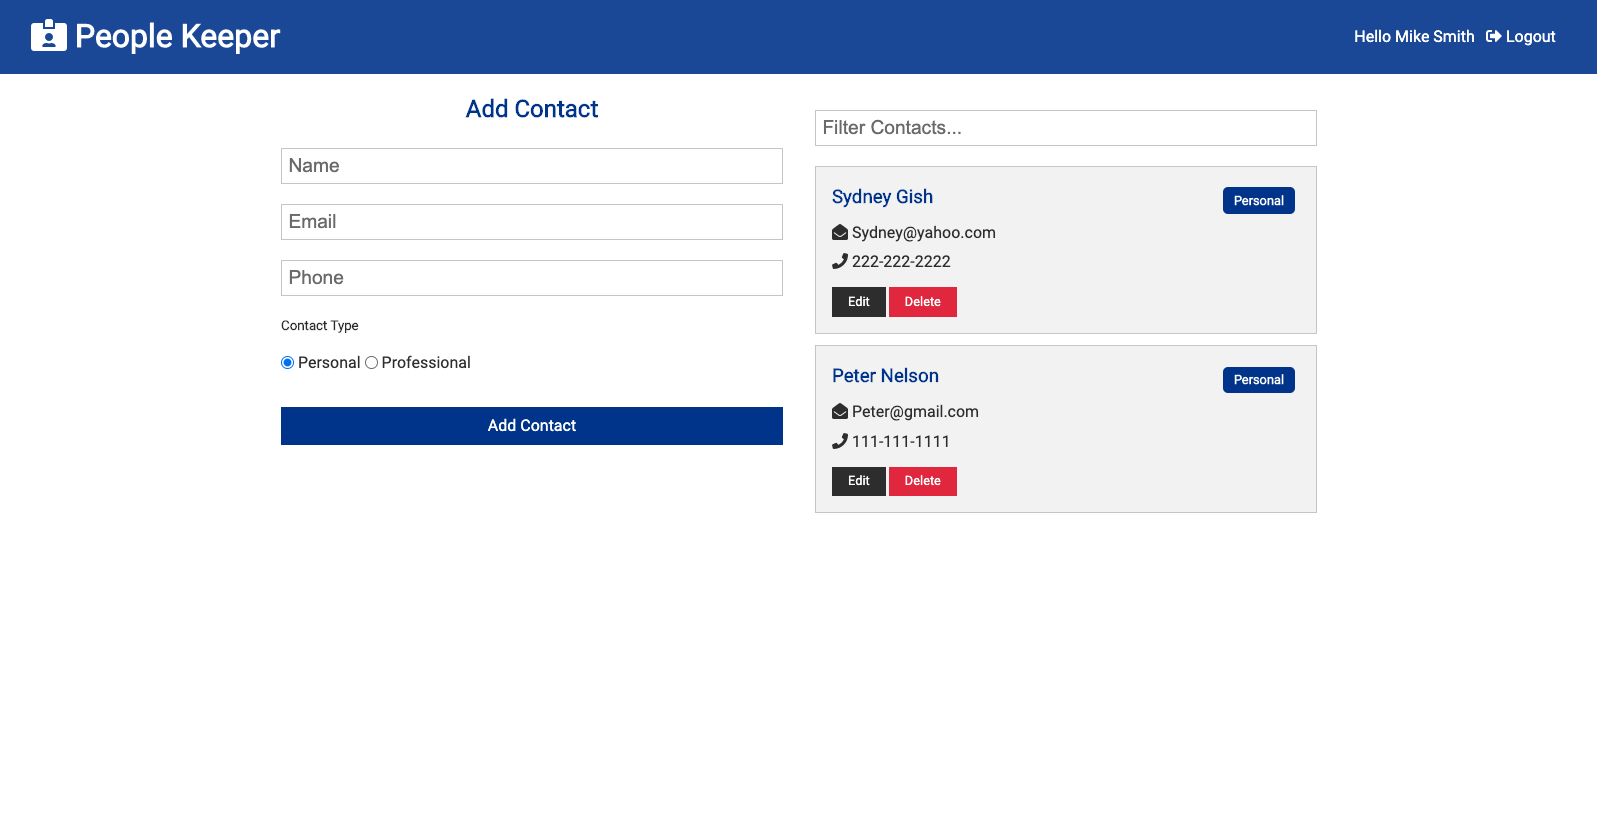 People Keeper
Hello Mike Smith Logout
Add Contact
Name
Email
Phone
Contact Type
Personal Professional
Add Contact
Filter Contacts...
Sydney Gish
Personal
Sydney@yahoo.com
222-222-2222
Edit Delete
Peter Nelson
Personal
Peter@gmail.com
111-111-1111
Edit Delete